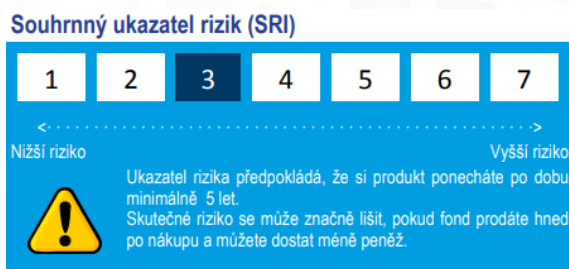 Souhrnný ukazatel rizik (SRI)
1 2 3 4 5 6 7
Nižší riziko Vyšší riziko
Ukazatel rizika předpokládá, že si produkt ponecháte po dobu
minimálně 5 let.
Skutečné riziko se může značně lišit, pokud fond prodáte hned
po nákupu a můžete dostat méně peněž.